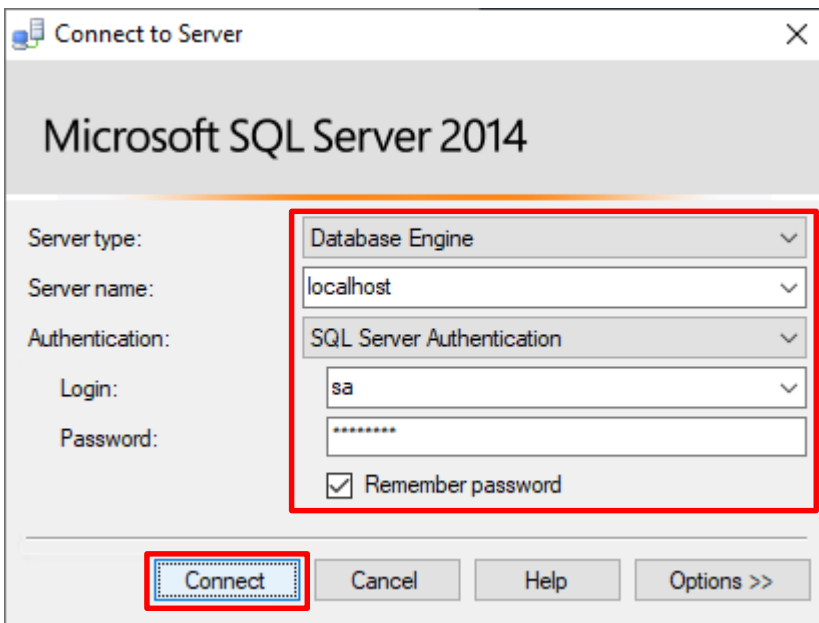 Connect to Server
Microsoft SQL Server 2014
Server type: Database Engine
Server name: localhost
Authentication: SQL Server Authentication
Login: sa
Password: ********
Remember password
Connect Cancel Help Options >>